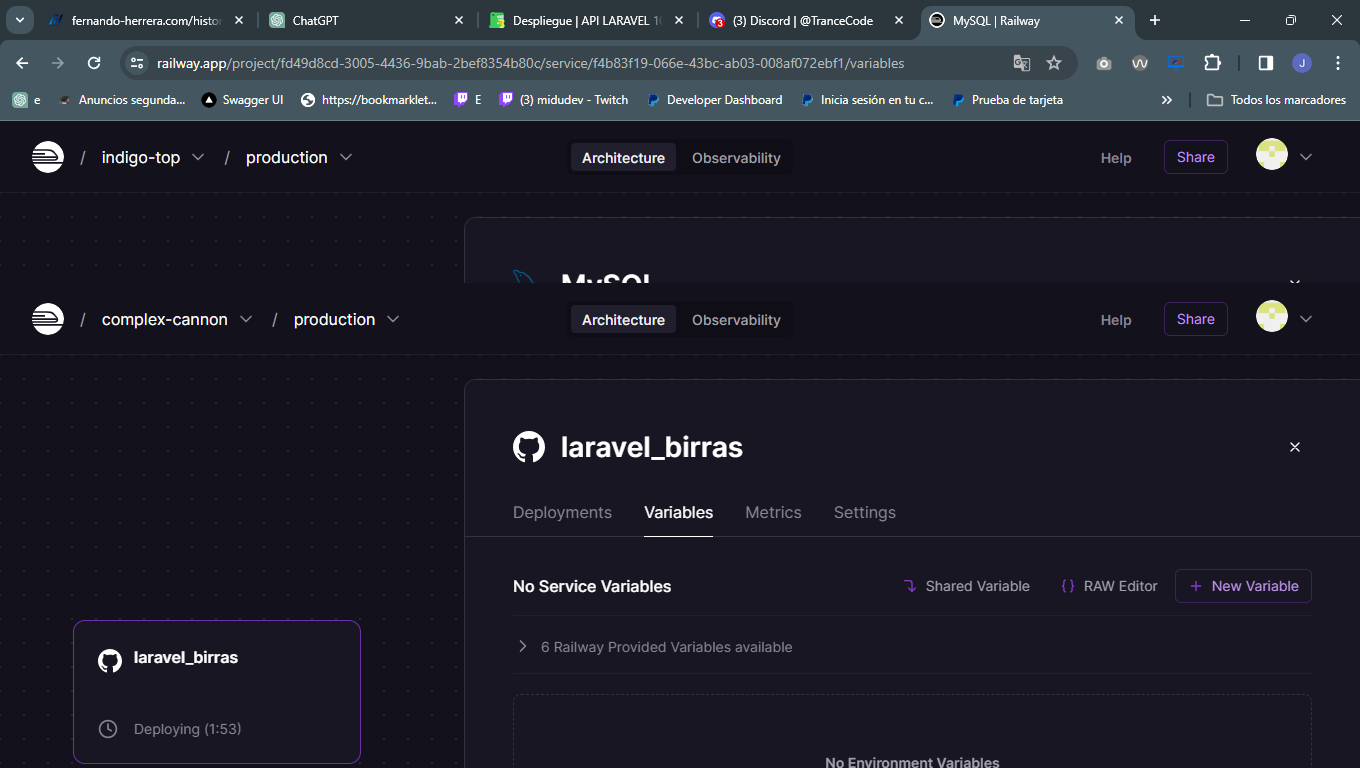 fernando-herrera.com/histor
ChatGPT
Despliegue | API LARAVEL 10
(3) Discord | @TranceCode
MySQL | Railway
railway.app/project/fd49d8cd-3005-4436-9bab-2bef8354b80c/service/f4b83f19-066e-43bc-ab03-008af072ebf1/variables
J
e
Anuncios segunda...
Swagger UI
https://bookmarklet...
E
(3) midudev - Twitch
Developer Dashboard
Inicia sesión en tu c...
Prueba de tarjeta
Todos los marcadores
/ indigo-top / production
Architecture
Observability
Help
Share
MySQL
/ complex-cannon / production
Architecture
Observability
Help
Share
laravel_birras
Deployments
Variables
Metrics
Settings
No Service Variables
Shared Variable
{} RAW Editor
+ New Variable
6 Railway Provided Variables available
laravel_birras
Deploying (1:53)
No Environment Variables